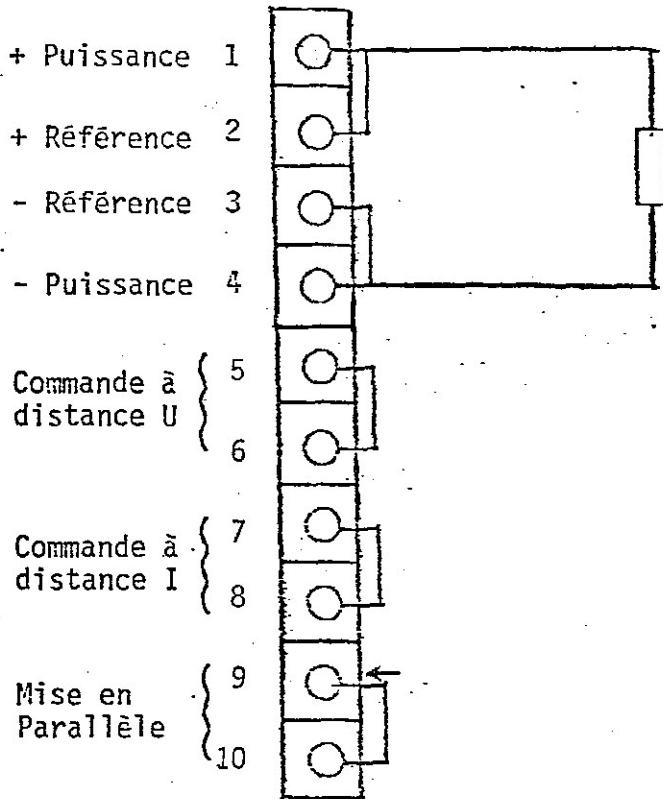 + Puissance 1
+ Référence 2
- Référence 3
- Puissance 4
Commande à
distance U
5
6
Commande à
distance I
7
8
Mise en
Parallèle
9
10